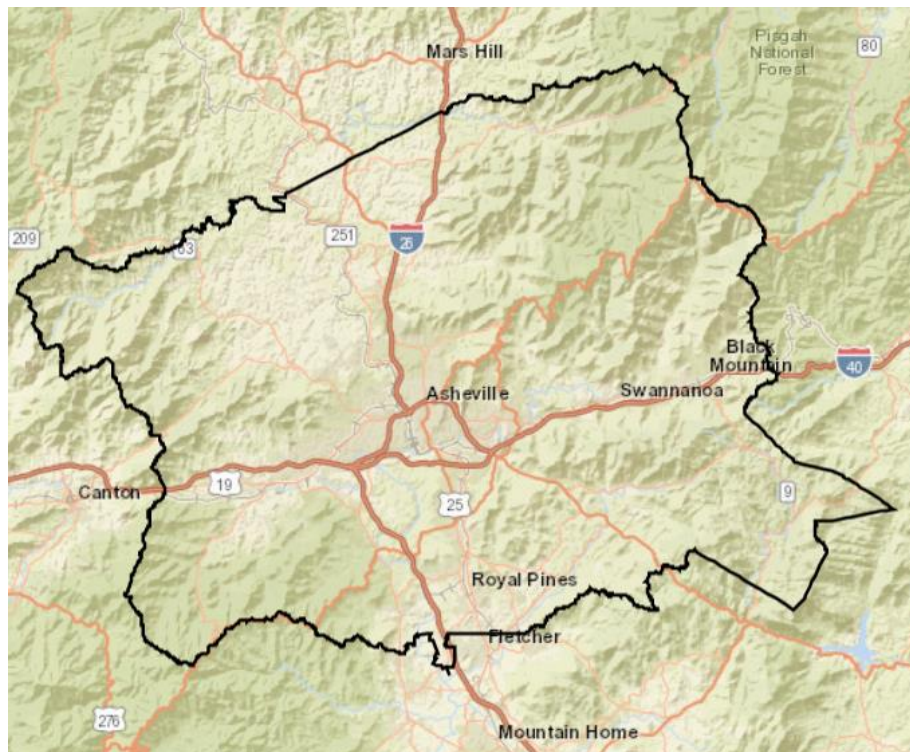 Mars Hill
Pisgah
National
Forest
80
209
63
251
26
Black
Mountain
40
Asheville
Swannanoa
Canton
19
25
9
Royal Pines
Fletcher
276
Mountain Home